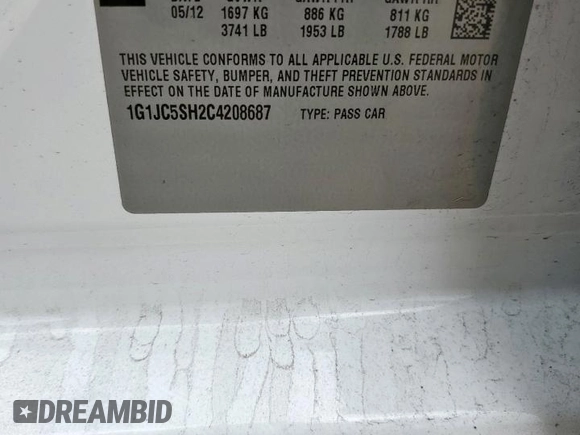 05/12 1697 KG 886 KG 811 KG
3741 LB 1953 LB 1788 LB
THIS VEHICLE CONFORMS TO ALL APPLICABLE U.S. FEDERAL MOTOR
VEHICLE SAFETY, BUMPER, AND THEFT PREVENTION STANDARDS IN
EFFECT ON THE DATE OF MANUFACTURE SHOWN ABOVE.
1G1JC5SH2C4208687 TYPE: PASS CAR
DREAMBID